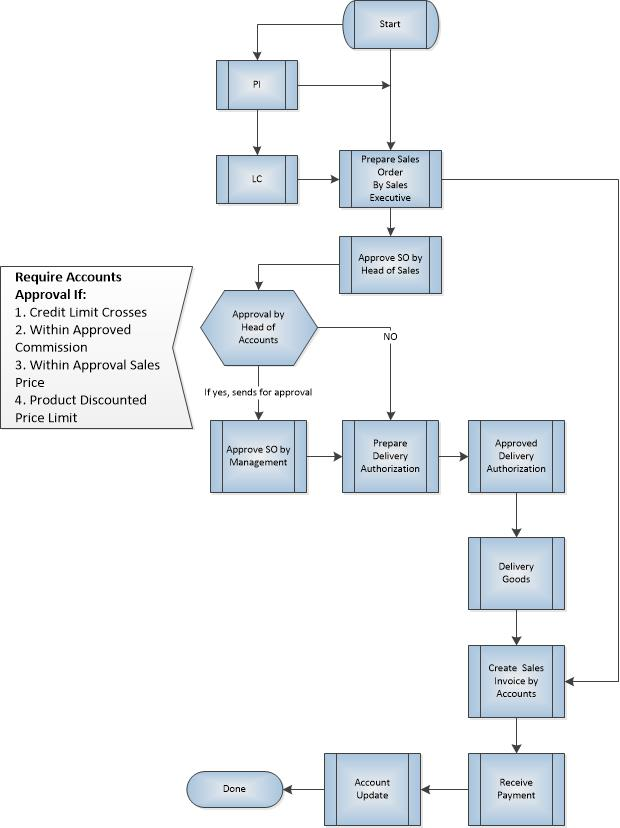 Start
PI
LC
Prepare Sales
Order
By Sales
Executive
Approve SO by
Head of Sales
Require Accounts
Approval If:
1. Credit Limit Crosses
2. Within Approved
Commission
3. Within Approval Sales
Price
4. Product Discounted
Price Limit
Approval by
Head of
Accounts
NO
If yes, sends for approval
Approve SO by
Management
Prepare
Delivery
Authorization
Approved
Delivery
Authorization
Delivery
Goods
Create Sales
Invoice by
Accounts
Receive
Payment
Account
Update
Done